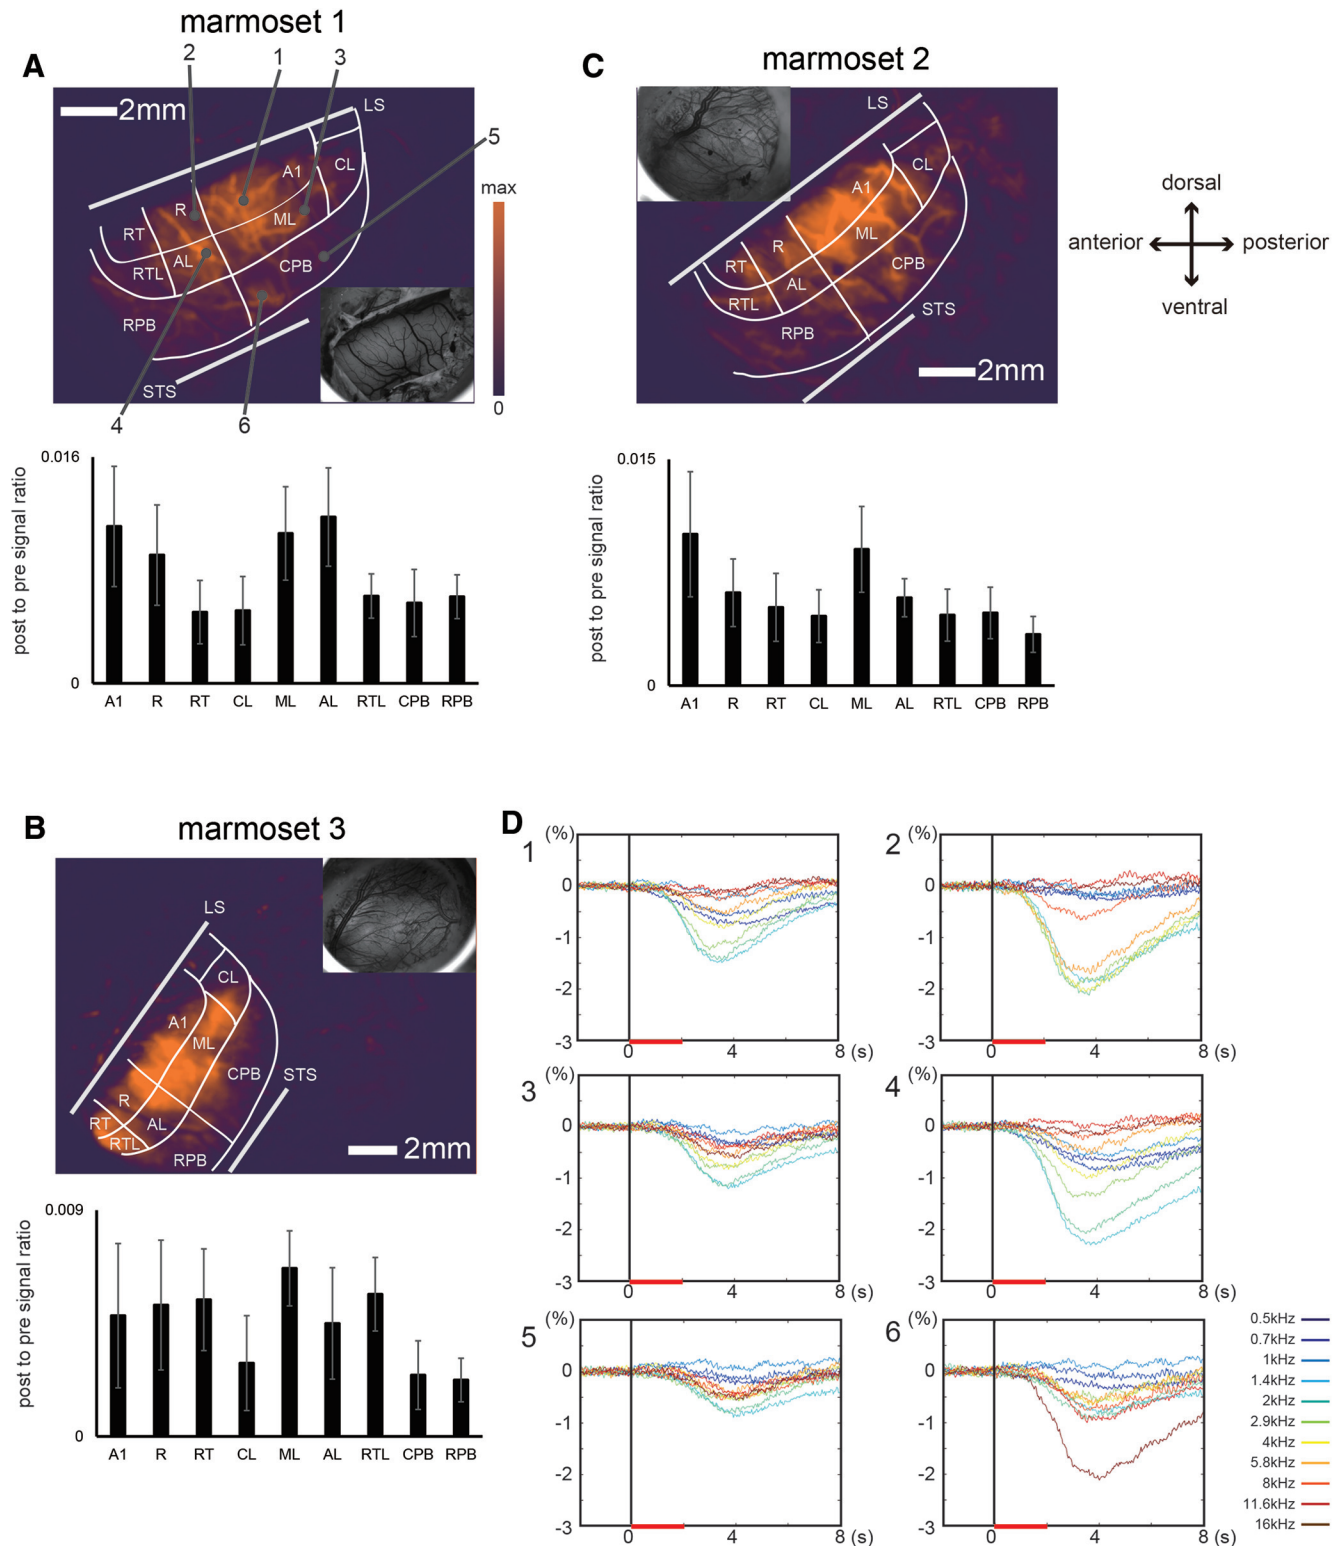 marmoset 1
A
2
1
3
5
2mm
LS
A1
CL
R
ML
RT
AL
CPB
RTL
RPB
STS
4
6
max
0
post to pre signal ratio
0.016
0
A1 R RT CL ML AL RTL CPB RPB
C
marmoset 2
LS
CL
A1
R
ML
RT
AL
CPB
RTL
RPB
STS
2mm
dorsal
anterior
posterior
ventral
post to pre signal ratio
0.015
0
A1 R RT CL ML AL RTL CPB RPB
B
marmoset 3
LS
CL
A1
ML
CPB
STS
R
RT
AL
RTL
RPB
2mm
post to pre signal ratio
0.009
0
A1 R RT CL ML AL RTL CPB RPB
D
1
(%)
0
-1
-2
-3
0 4 8 (s)
2
(%)
0
-1
-2
-3
0 4 8 (s)
3
(%)
0
-1
-2
-3
0 4 8 (s)
4
(%)
0
-1
-2
-3
0 4 8 (s)
5
(%)
0
-1
-2
-3
0 4 8 (s)
6
(%)
0
-1
-2
-3
0 4 8 (s)
0.5kHz
0.7kHz
1kHz
1.4kHz
2kHz
2.9kHz
4kHz
5.8kHz
8kHz
11.6kHz
16kHz